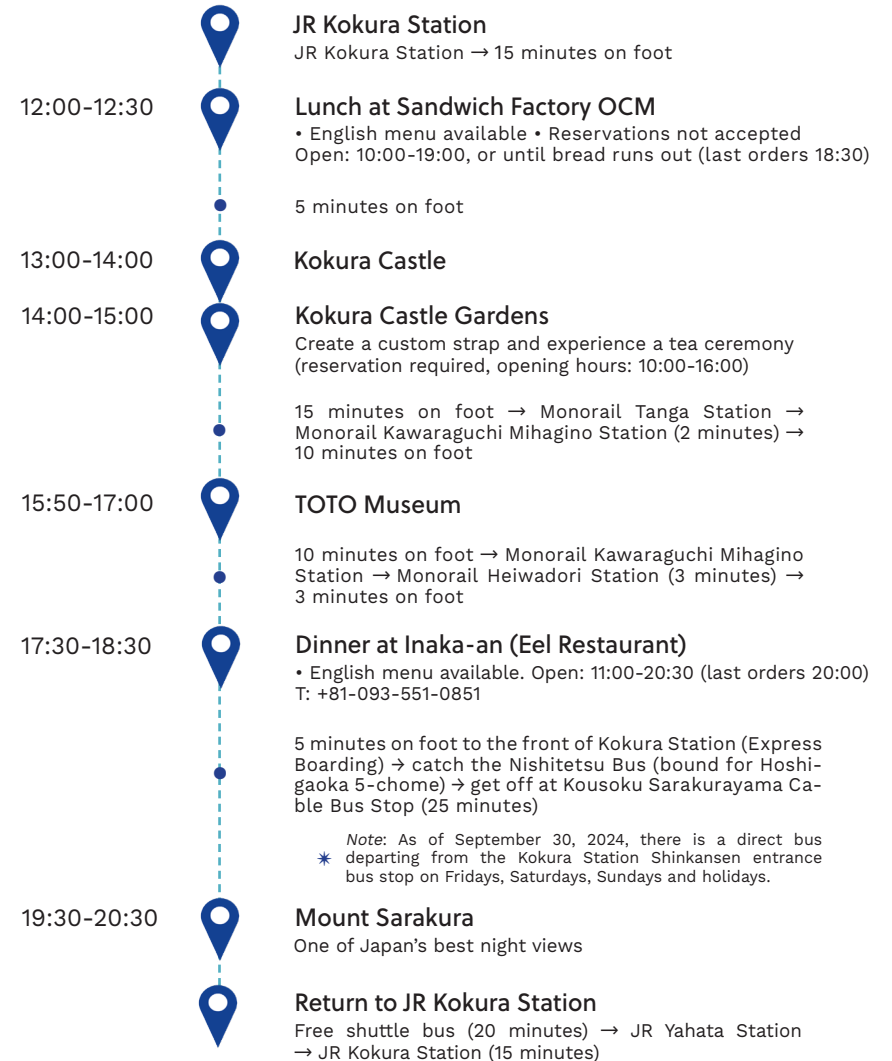 JR Kokura Station
JR Kokura Station → 15 minutes on foot
12:00-12:30
Lunch at Sandwich Factory OCM
• English menu available • Reservations not accepted
Open: 10:00-19:00, or until bread runs out (last orders 18:30)
5 minutes on foot
13:00-14:00
Kokura Castle
14:00-15:00
Kokura Castle Gardens
Create a custom strap and experience a tea ceremony
(reservation required, opening hours: 10:00-16:00)
15 minutes on foot → Monorail Tanga Station →
Monorail Kawaraguchi Mihagino Station (2 minutes) →
10 minutes on foot
15:50-17:00
TOTO Museum
10 minutes on foot → Monorail Kawaraguchi Mihagino
Station → Monorail Heiwadori Station (3 minutes) →
3 minutes on foot
17:30-18:30
Dinner at Inaka-an (Eel Restaurant)
• English menu available. Open: 11:00-20:30 (last orders 20:00)
T: +81-093-551-0851
5 minutes on foot to the front of Kokura Station (Express
Boarding) → catch the Nishitetsu Bus (bound for Hoshi-
gaoka 5-chome) → get off at Kousoku Sarakurayama Ca-
ble Bus Stop (25 minutes)
Note: As of September 30, 2024, there is a direct bus
departing from the Kokura Station Shinkansen entrance
bus stop on Fridays, Saturdays, Sundays and holidays.
19:30-20:30
Mount Sarakura
One of Japan's best night views
Return to JR Kokura Station
Free shuttle bus (20 minutes) → JR Yahata Station
→ JR Kokura Station (15 minutes)